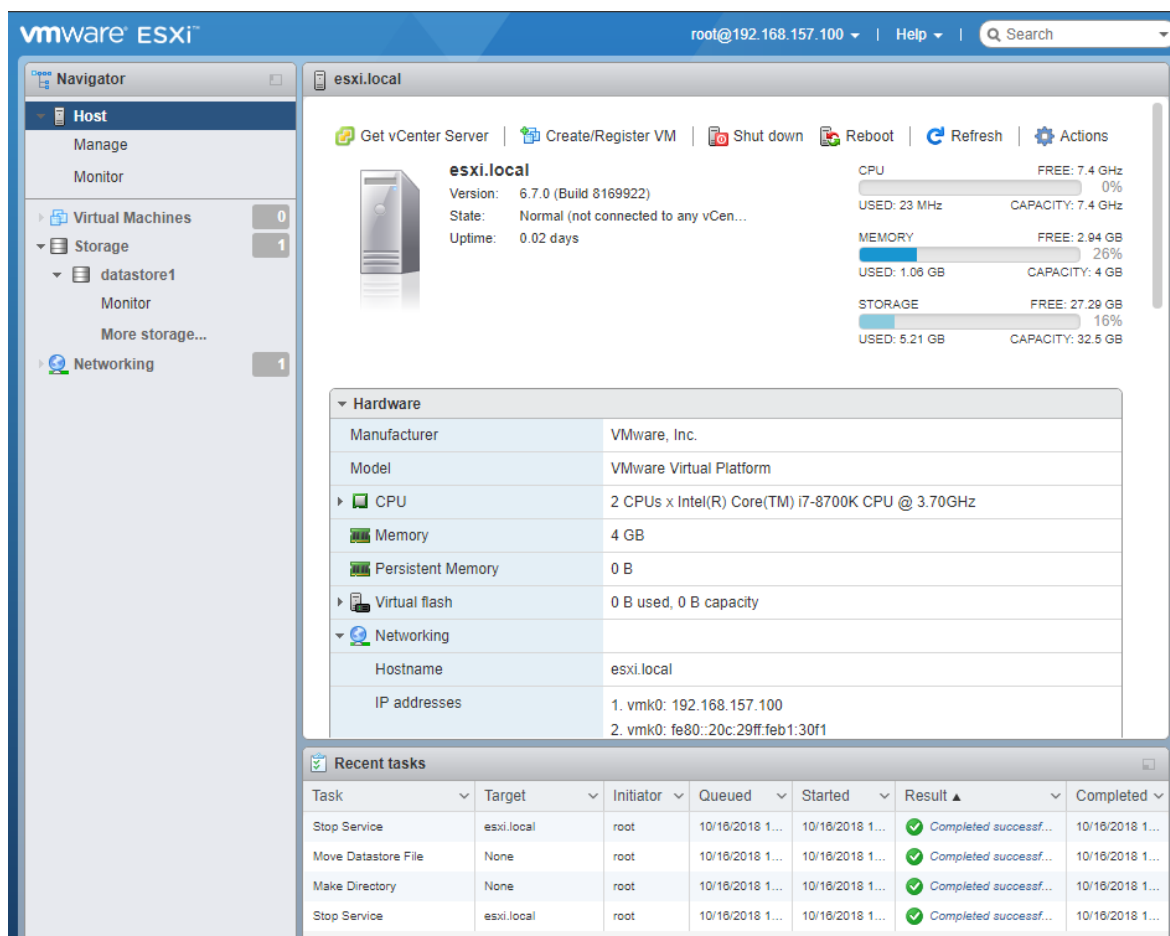 vmware ESXi™
root@192.168.157.100 | Help | Search
Navigator
Host
Manage
Monitor
Virtual Machines 0
Storage 1
datastore1
Monitor
More storage...
Networking 1
esxi.local
Get vCenter Server | Create/Register VM | Shut down Reboot | Refresh | Actions
esxi.local
Version: 6.7.0 (Build 8169922)
State: Normal (not connected to any vCen...
Uptime: 0.02 days
CPU FREE: 7.4 GHz
0%
USED: 23 MHz CAPACITY: 7.4 GHz
MEMORY FREE: 2.94 GB
26%
USED: 1.06 GB CAPACITY: 4 GB
STORAGE FREE: 27.29 GB
16%
USED: 5.21 GB CAPACITY: 32.5 GB
Hardware
Manufacturer VMware, Inc.
Model VMware Virtual Platform
CPU 2 CPUs x Intel(R) Core(TM) i7-8700K CPU @ 3.70GHz
Memory 4 GB
Persistent Memory 0 B
Virtual flash 0 B used, 0 B capacity
Networking
Hostname esxi.local
IP addresses 1. vmk0: 192.168.157.100
2. vmk0: fe80::20c:29ff:feb1:30f1
Recent tasks
Task Target Initiator Queued Started Result ▲ Completed
Stop Service esxi.local root 10/16/2018 1... 10/16/2018 1... Completed successf... 10/16/2018 1...
Move Datastore File None root 10/16/2018 1... 10/16/2018 1... Completed successf... 10/16/2018 1...
Make Directory None root 10/16/2018 1... 10/16/2018 1... Completed successf... 10/16/2018 1...
Stop Service esxi.local root 10/16/2018 1... 10/16/2018 1... Completed successf... 10/16/2018 1...